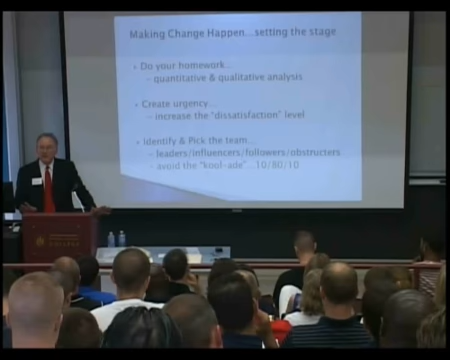 Making Change Happen...setting the stage
Do your homework...
– quantitative & qualitative analysis
Create urgency...
– increase the "dissatisfaction" level
Identify & Pick the team...
– leaders/influencers/followers/obstructers
– avoid the "kool-ade"...10/80/10
COLLEGE